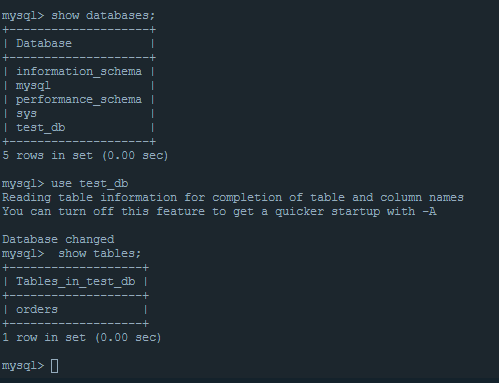 mysql> show databases;
+--------------------+
| Database           |
+--------------------+
| information_schema |
| mysql              |
| performance_schema |
| sys                |
| test_db            |
+--------------------+
5 rows in set (0.00 sec)
mysql> use test_db
Reading table information for completion of table and column names
You can turn off this feature to get a quicker startup with -A
Database changed
mysql>  show tables;
+-------------------+
| Tables_in_test_db |
+-------------------+
| orders            |
+-------------------+
1 row in set (0.00 sec)
mysql>